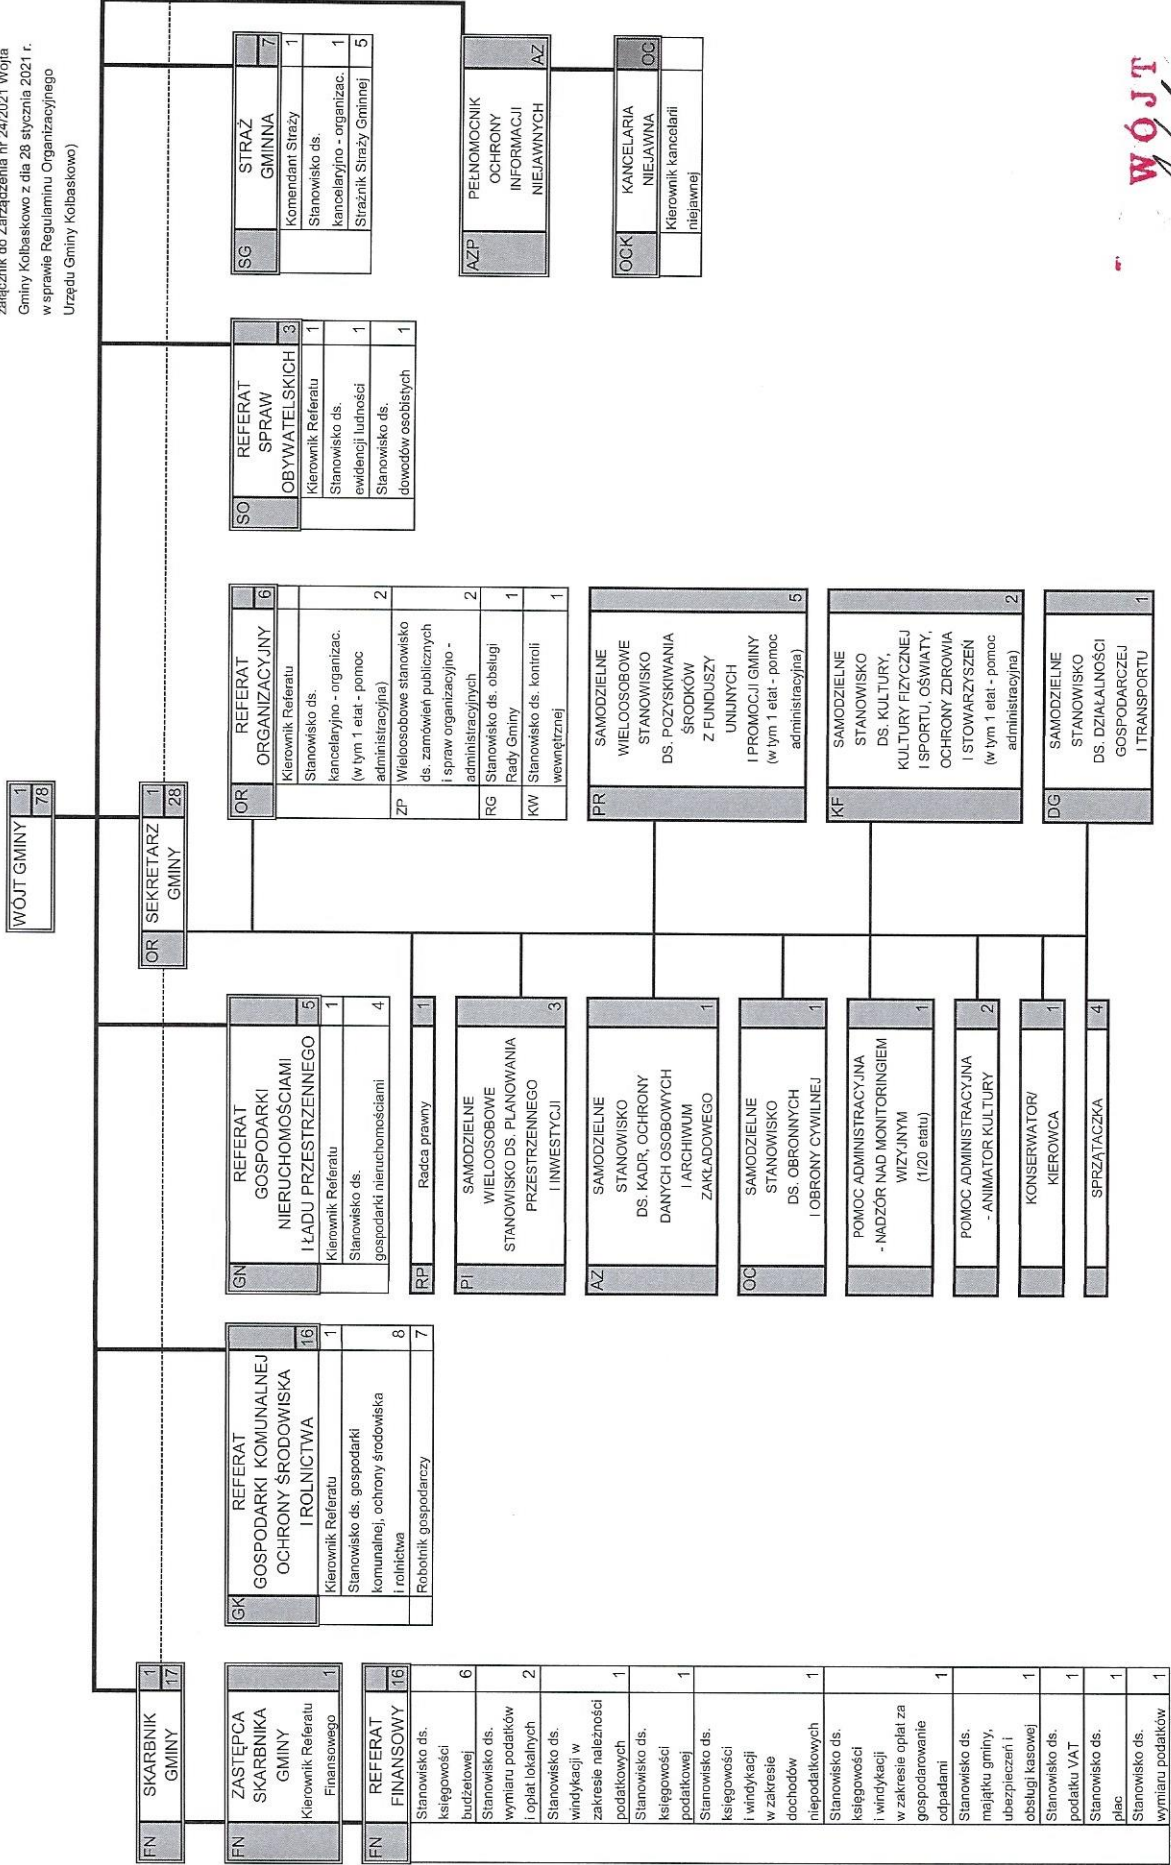 załącznik do Zarządzenia nr 24/2021 Wójta
Gminy Kołbaskowo z dia 28 stycznia 2021 r.
w sprawie Regulaminu Organizacyjnego
Urzędu Gminy Kołbaskowo)
WÓJT GMINY 1
78
OR SEKRETARZ 1
GMINY 28
FN SKARBNIK 1
GMINY 17
FN ZASTĘPCA
SKARBNIKA
GMINY
Kierownik Referatu
Finansowego 1
FN REFERAT
FINANSOWY 16
Stanowisko ds.
księgowości
budżetowej 6
Stanowisko ds.
wymiaru podatków
i opłat lokalnych 2
Stanowisko ds.
windykacji w
zakresie należności
podatkowych 1
Stanowisko ds.
księgowości
podatkowej 1
Stanowisko ds.
księgowości
i windykacji
w zakresie
dochodów
niepodatkowych 1
Stanowisko ds.
księgowości
i windykacji
w zakresie opłat za
gospodarowanie
odpadami 1
Stanowisko ds.
majątku gminy,
ubezpieczeń i
obsługi kasowej 1
Stanowisko ds.
podatku VAT 1
Stanowisko ds.
płac 1
Stanowisko ds.
wymiaru podatków 1
GK REFERAT
GOSPODARKI KOMUNALNEJ
OCHRONY ŚRODOWISKA
I ROLNICTWA 16
Kierownik Referatu 1
Stanowisko ds. gospodarki
komunalnej, ochrony środowiska
i rolnictwa 8
Robotnik gospodarczy 7
GN REFERAT
GOSPODARKI
NIERUCHOMOŚCIAMI
I ŁADU PRZESTRZENNEGO 5
Kierownik Referatu 1
Stanowisko ds.
gospodarki nieruchomościami 4
RP Radca prawny 1
PI SAMODZIELNE
WIELOOSOBOWE
STANOWISKO DS. PLANOWANIA
PRZESTRZENNEGO
I INWESTYCJI 3
AZ SAMODZIELNE
STANOWISKO
DS. KADR, OCHRONY
DANYCH OSOBOWYCH
I ARCHIWUM
ZAKŁADOWEGO 1
OC SAMODZIELNE
STANOWISKO
DS. OBRONNYCH
I OBRONY CYWILNEJ 1
POMOC ADMINISTRACYJNA
- NADZÓR NAD MONITORINGIEM
WIZYJNYM
(1/20 etatu) 1
POMOC ADMINISTRACYJNA
- ANIMATOR KULTURY 2
KONSERWATOR/
KIEROWCA 1
SPRZĄTACZKA 4
OR REFERAT
ORGANIZACYJNY 6
Kierownik Referatu
Stanowisko ds.
kancelaryjno - organizac.
(w tym 1 etat - pomoc
administracyjna) 2
ZP Wieloosobowe stanowisko
ds. zamówień publicznych
i spraw organizacyjno -
administracyjnych 2
RG Stanowisko ds. obsługi
Rady Gminy 1
KW Stanowisko ds. kontroli
wewnętrznej 1
PR SAMODZIELNE
WIELOOSOBOWE
STANOWISKO
DS. POZYSKIWANIA
ŚRODKÓW
Z FUNDUSZY
UNIJNYCH
I PROMOCJI GMINY
(w tym 1 etat - pomoc
administracyjna) 5
KF SAMODZIELNE
STANOWISKO
DS. KULTURY,
KULTURY FIZYCZNEJ
I SPORTU, OŚWIATY,
OCHRONY ZDROWIA
I STOWARZYSZEŃ
(w tym 1 etat - pomoc
administracyjna) 2
DG SAMODZIELNE
STANOWISKO
DS. DZIAŁALNOŚCI
GOSPODARCZEJ
I TRANSPORTU 1
SO REFERAT
SPRAW
OBYWATELSKICH 3
Kierownik Referatu 1
Stanowisko ds.
ewidencji ludności 1
Stanowisko ds.
dowodów osobistych 1
SG STRAŻ
GMINNA 7
Komendant Straży 1
Stanowisko ds.
kancelaryjno - organizac. 1
Strażnik Straży Gminnej 5
AZP PEŁNOMOCNIK
OCHRONY
INFORMACJI
NIEJAWNYCH AZ
OCK KANCELARIA
NIEJAWNA OC
Kierownik kancelarii
niejawnej
WÓJT